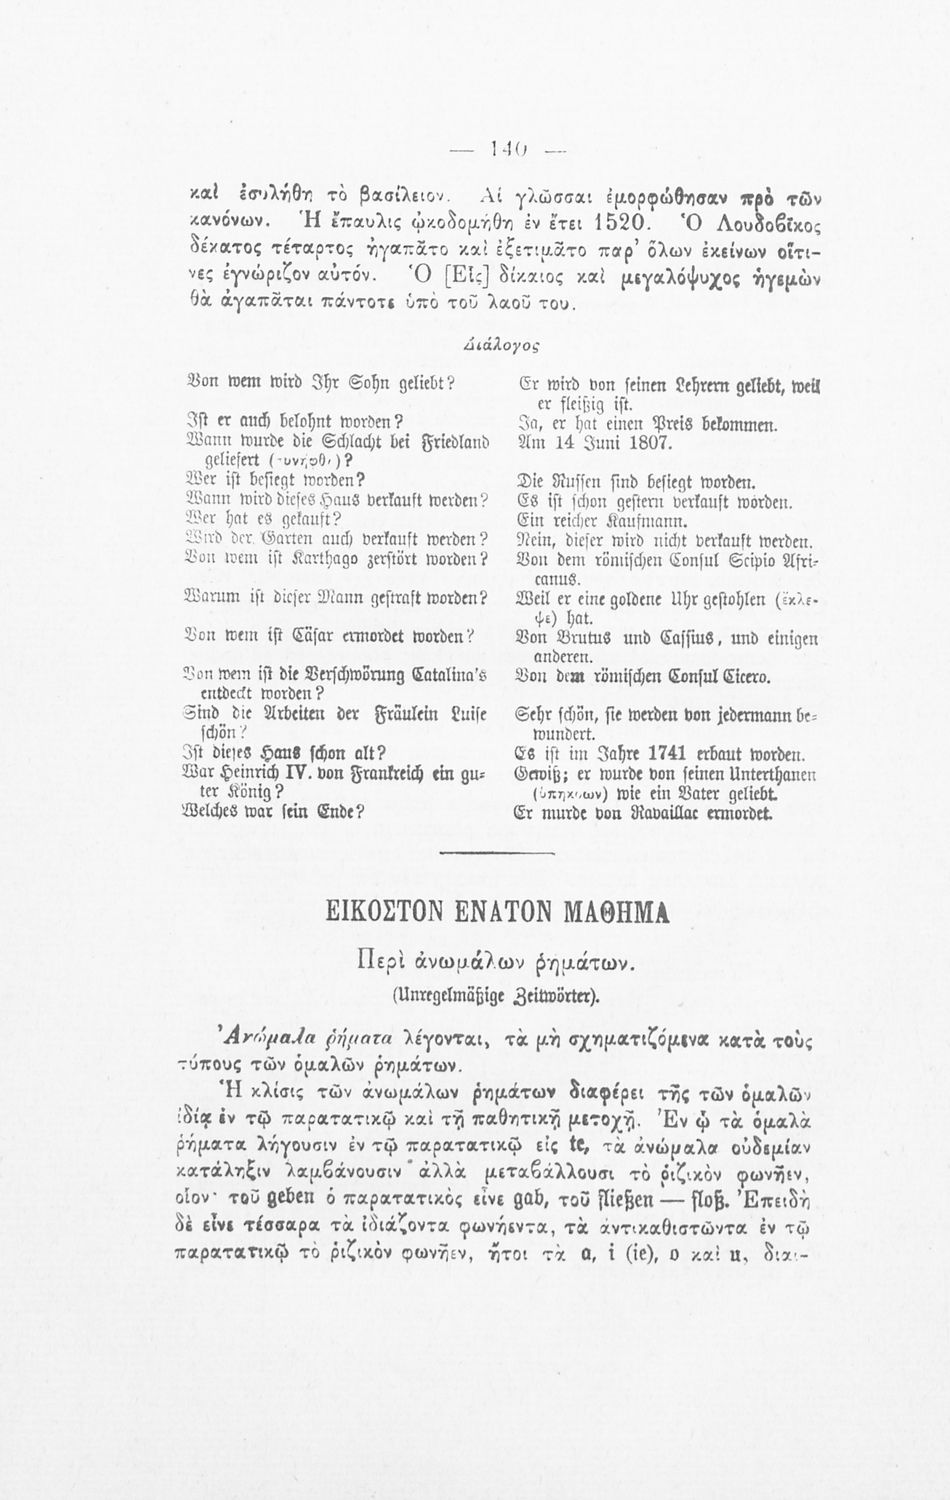 — 140 —
καὶ ἐσυλήθη τὸ βασίλειον. Αἱ γλῶσσαι ἐμορφώθησαν πρὸ τῶν
κανόνων. Ἡ ἔπαυλις ᾠκοδομήθη ἐν ἔτει 1520. Ὁ Λουδοβῖκος
δέκατος τέταρτος ἠγαπᾶτο καὶ ἐξετιμᾶτο παρ’ ὅλων ἐκείνων οἵτι-
νες ἐγνώριζον αὐτόν. Ὁ [Εἷς] δίκαιος καὶ μεγαλόψυχος ἡγεμὼν
θὰ ἀγαπᾶται πάντοτε ὑπὸ τοῦ λαοῦ του.
Διάλογος
Von wem wird Ihr Sohn geliebt?
Er wird von seinen Lehrern geliebt, weil
er fleißig ist.
Ist er auch belohnt worden?
Ja, er hat einen Preis bekommen.
Wann wurde die Schlacht bei Friedland
geliefert (συνήφθη)?
Am 14 Juni 1807.
Wer ist besiegt worden?
Die Russen sind besiegt worden.
Wann wird dieses Haus verkauft werden?
Es ist schon gestern verkauft worden.
Wer hat es gekauft?
Ein reicher Kaufmann.
Wird der Garten auch verkauft werden?
Nein, dieser wird nicht verkauft werden.
Von wem ist Karthago zerstört worden?
Von dem römischen Consul Scipio Afri-
canus.
Warum ist dieser Mann gestraft worden?
Weil er eine goldene Uhr gestohlen (ἔκλε-
ψε) hat.
Von wem ist Cäsar ermordet worden?
Von Brutus und Cassius, und einigen
anderen.
Von wem ist die Verschwörung Catalina's
entdeckt worden?
Von dem römischen Consul Cicero.
Sind die Arbeiten der Fräulein Luise
schön?
Sehr schön, sie werden von jedermann be-
wundert.
Ist dieses Haus schon alt?
Es ist im Jahre 1741 erbaut worden.
War Heinrich IV. von Frankreich ein gu-
ter König?
Gewiß; er wurde von seinen Unterthanen
(ὑπηκόων) wie ein Vater geliebt.
Welches war sein Ende?
Er murde von Ravaillac ermordet.
ΕΙΚΟΣΤΟΝ ΕΝΑΤΟΝ ΜΑΘΗΜΑ
Περὶ ἀνωμάλων ῥημάτων.
(Unregelmäßige Zeitwörter).
Ἀνώμαλα ῥήματα λέγονται, τὰ μὴ σχηματιζόμενα κατὰ τοὺς
τύπους τῶν ὁμαλῶν ῥημάτων.
Ἡ κλίσις τῶν ἀνωμάλων ῥημάτων διαφέρει τῆς τῶν ὁμαλῶν
ἰδίᾳ ἐν τῷ παρατατικῷ καὶ τῇ παθητικῇ μετοχῇ. Ἐν ᾧ τὰ ὁμαλὰ
ῥήματα λήγουσιν ἐν τῷ παρατατικῷ εἰς te, τὰ ἀνώμαλα οὐδεμίαν
κατάληξιν λαμβάνουσιν· ἀλλὰ μεταβάλλουσι τὸ ῥιζικὸν φωνῆεν,
οἷον· τοῦ geben ὁ παρατατικὸς εἶνε gab, τοῦ fließen — floß. Ἐπειδὴ
δὲ εἶνε τέσσαρα τὰ ἰδιάζοντα φωνήεντα, τὰ ἀντικαθιστῶντα ἐν τῷ
παρατατικῷ τὸ ῥιζικὸν φωνῆεν, ἤτοι τὰ a, i (ie), o καὶ u, διαι-